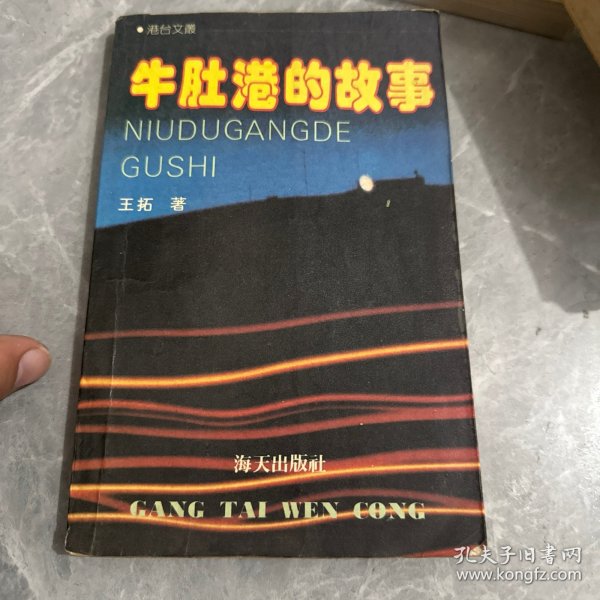 港台文叢
牛肚港的故事
NIUDUGANGDE
GUSHI
王拓 著
海天出版社
GANG TAI WEN CONG
孔夫子旧书网
www.kongfz.com